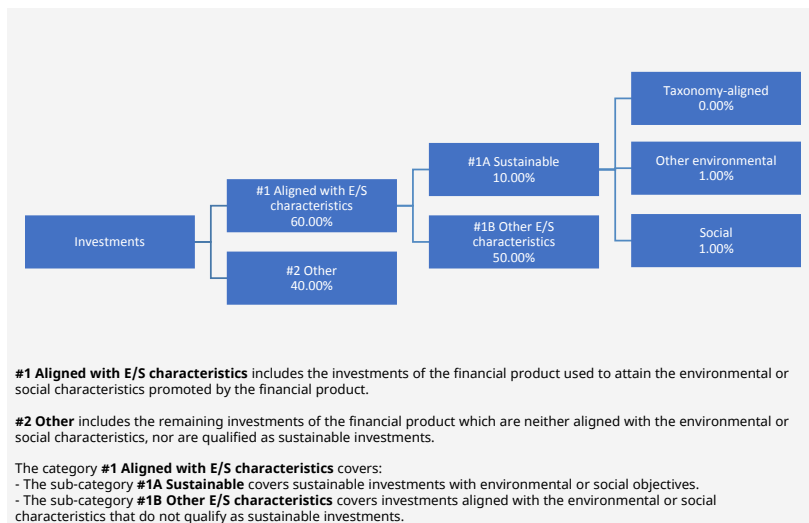 Investments
#1 Aligned with E/S
characteristics
60.00%
#2 Other
40.00%
#1A Sustainable
10.00%
#1B Other E/S
characteristics
50.00%
Taxonomy-aligned
0.00%
Other environmental
1.00%
Social
1.00%
#1 Aligned with E/S characteristics includes the investments of the financial product used to attain the environmental or
social characteristics promoted by the financial product.
#2 Other includes the remaining investments of the financial product which are neither aligned with the environmental or
social characteristics, nor are qualified as sustainable investments.
The category #1 Aligned with E/S characteristics covers:
- The sub-category #1A Sustainable covers sustainable investments with environmental or social objectives.
- The sub-category #1B Other E/S characteristics covers investments aligned with the environmental or social
characteristics that do not qualify as sustainable investments.